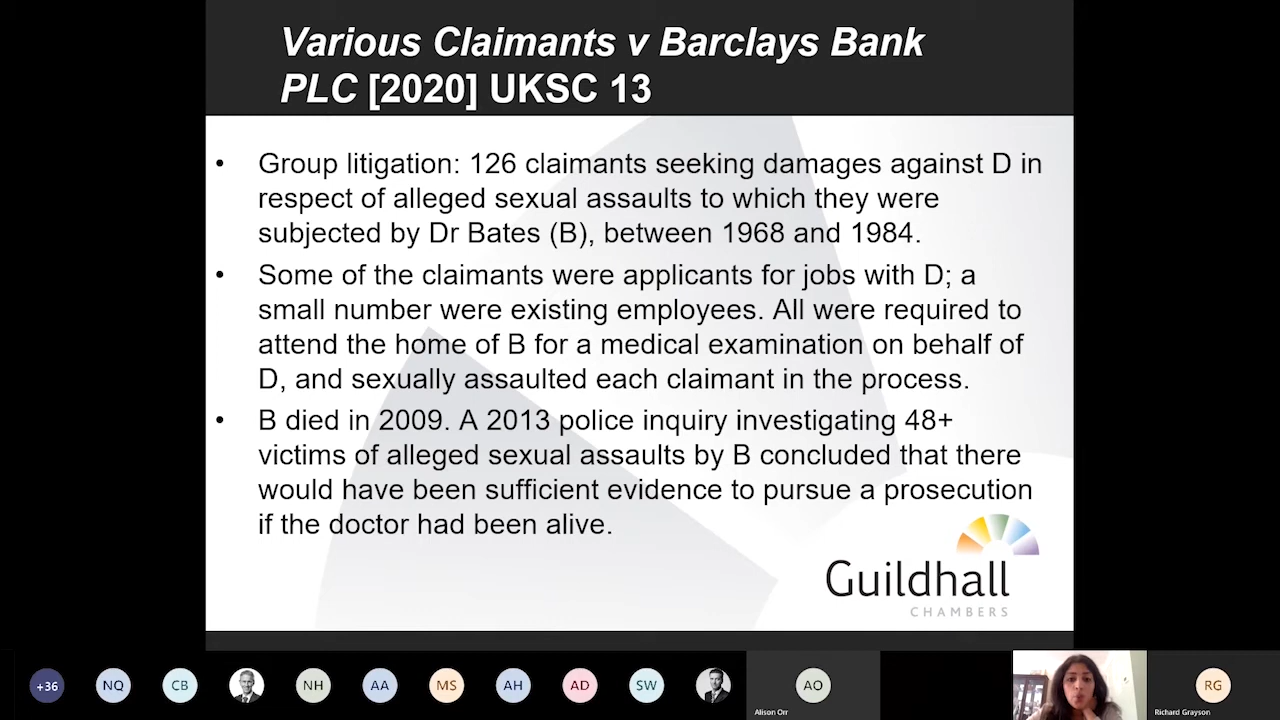 Various Claimants v Barclays Bank
PLC [2020] UKSC 13
• Group litigation: 126 claimants seeking damages against D in
respect of alleged sexual assaults to which they were
subjected by Dr Bates (B), between 1968 and 1984.
• Some of the claimants were applicants for jobs with D; a
small number were existing employees. All were required to
attend the home of B for a medical examination on behalf of
D, and sexually assaulted each claimant in the process.
• B died in 2009. A 2013 police inquiry investigating 48+
victims of alleged sexual assaults by B concluded that there
would have been sufficient evidence to pursue a prosecution
if the doctor had been alive.
Guildhall
CHAMBERS
+36 NQ CB NH AA MS AH AD SW AO RG
Alison Orr Richard Grayson